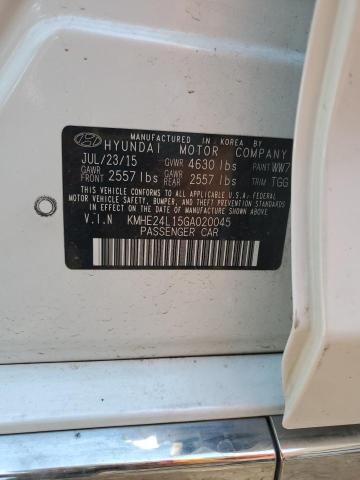 MANUFACTURED IN KOREA BY
HYUNDAI MOTOR COMPANY
JUL/23/15 GVWR 4630 lbs PAINT WW7
GAWR FRONT 2557 lbs GAWR REAR 2557 lbs TRIM TGG
THIS VEHICLE CONFORMS TO ALL APPLICABLE FEDERAL
MOTOR VEHICLE SAFETY, BUMPER, AND THEFT PREVENTION
STANDARDS IN EFFECT ON THE DATE OF MANUFACTURE SHOWN ABOVE.
V.I.N KMHE24L15GA020045
PASSENGER CAR